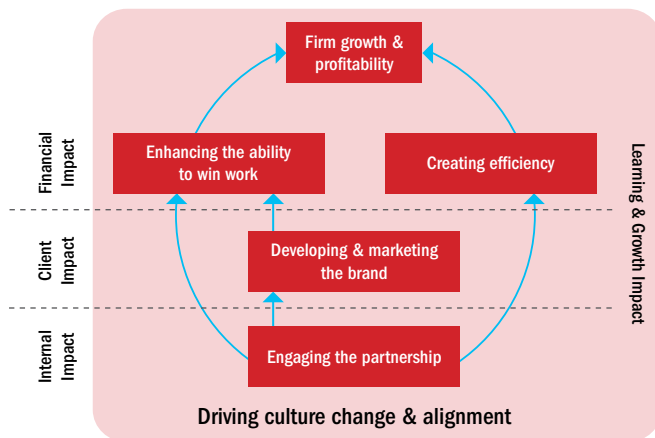 Firm growth &
profitability
Financial
Impact
Enhancing the ability
to win work
Creating efficiency
Learning & Growth Impact
Client
Impact
Developing & marketing
the brand
Internal
Impact
Engaging the partnership
Driving culture change & alignment